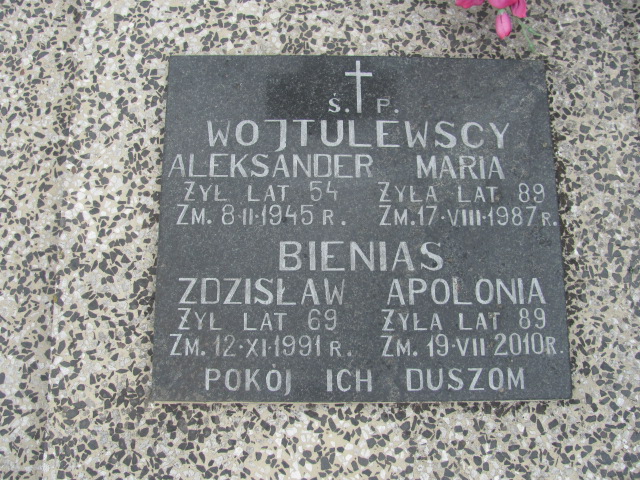 Ś. P.
WOJTULEWSCY
ALEKSANDER MARIA
ŻYŁ LAT 54 ŻYŁA LAT 89
ZM. 8·II·1945 R. ZM. 17·VIII·1987 R.
BIENIAS
ZDZISŁAW APOLONIA
ŻYŁ LAT 69 ŻYŁA LAT 89
ZM. 12·XI·1991 R. ZM. 19·VII 2010 R.
POKÓJ ICH DUSZOM